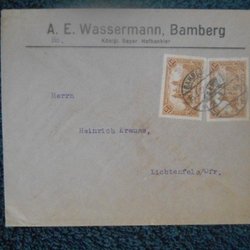 A. E. Wassermann, Bamberg
Königl. Bayer. Hofbankier
Herrn
Heinrich Krauss,
Lichtenfels/Ofr.